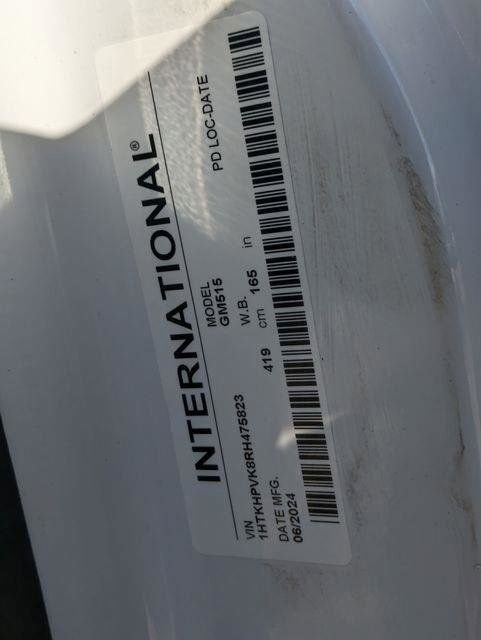 INTERNATIONAL®
MODEL
GM515
PD LOC-DATE
VIN
1HTKHPVK8RH475823
W.B.
419 cm 165 in
DATE MFG.
06/2024